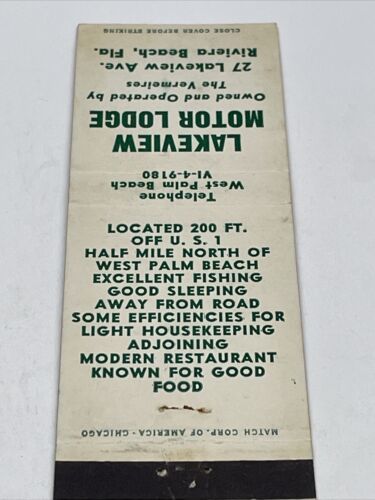 CLOSE COVER BEFORE STRIKING
LAKEVIEW
MOTOR LODGE
Owned and Operated by
The Vermeires
27 Lakeview Ave.
Riviera Beach, Fla.
Telephone
West Palm Beach
VI-4-9180
LOCATED 200 FT.
OFF U. S. 1
HALF MILE NORTH OF
WEST PALM BEACH
EXCELLENT FISHING
GOOD SLEEPING
AWAY FROM ROAD
SOME EFFICIENCIES FOR
LIGHT HOUSEKEEPING
ADJOINING
MODERN RESTAURANT
KNOWN FOR GOOD
FOOD
MATCH CORP. OF AMERICA - CHICAGO